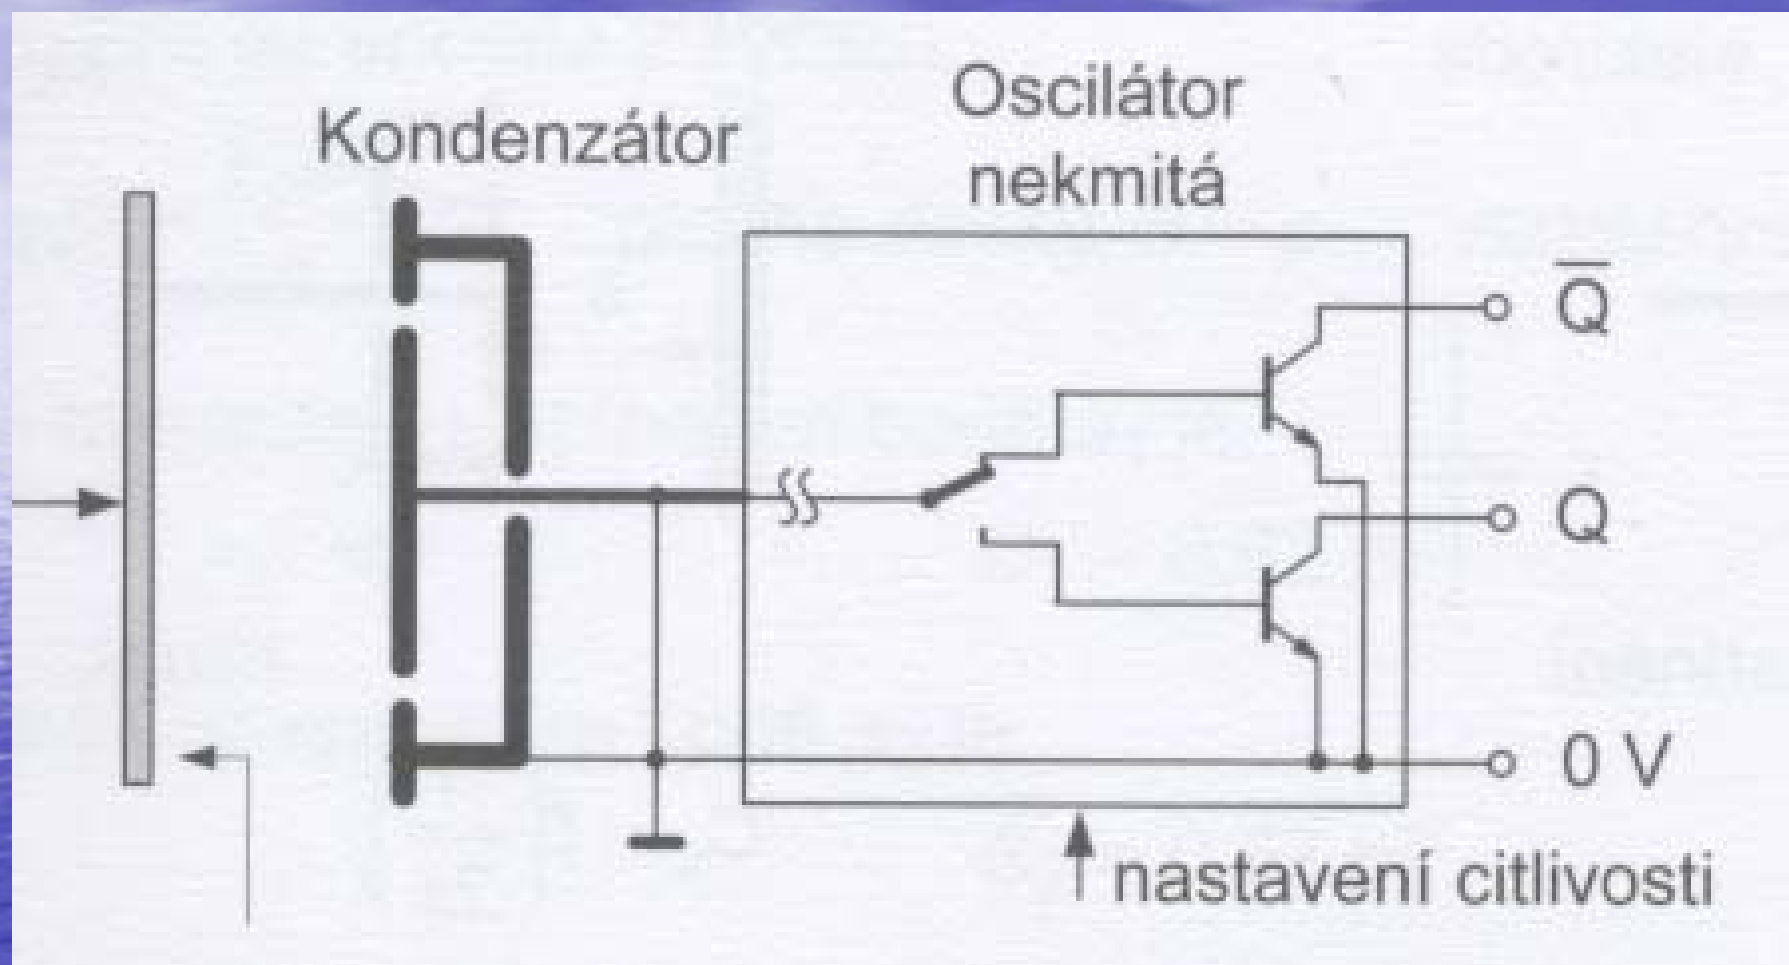 Kondenzátor
Oscilátor
nekmitá
Q̅
Q
0 V
nastavení citlivosti